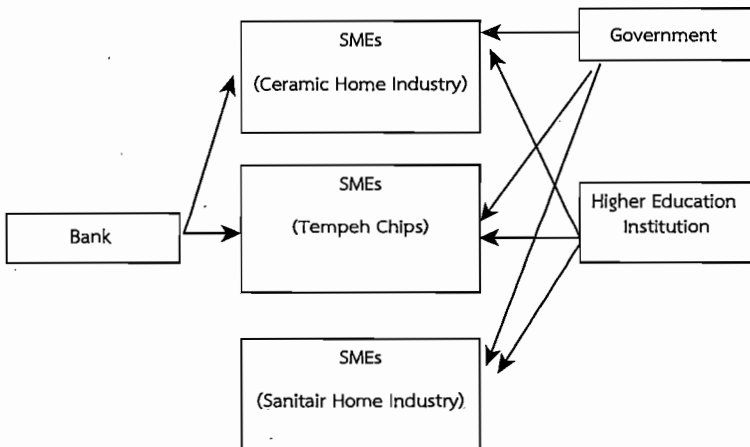 SMEs
(Ceramic Home Industry)
Government
SMEs
(Tempeh Chips)
Higher Education
Institution
Bank
SMEs
(Sanitair Home Industry)